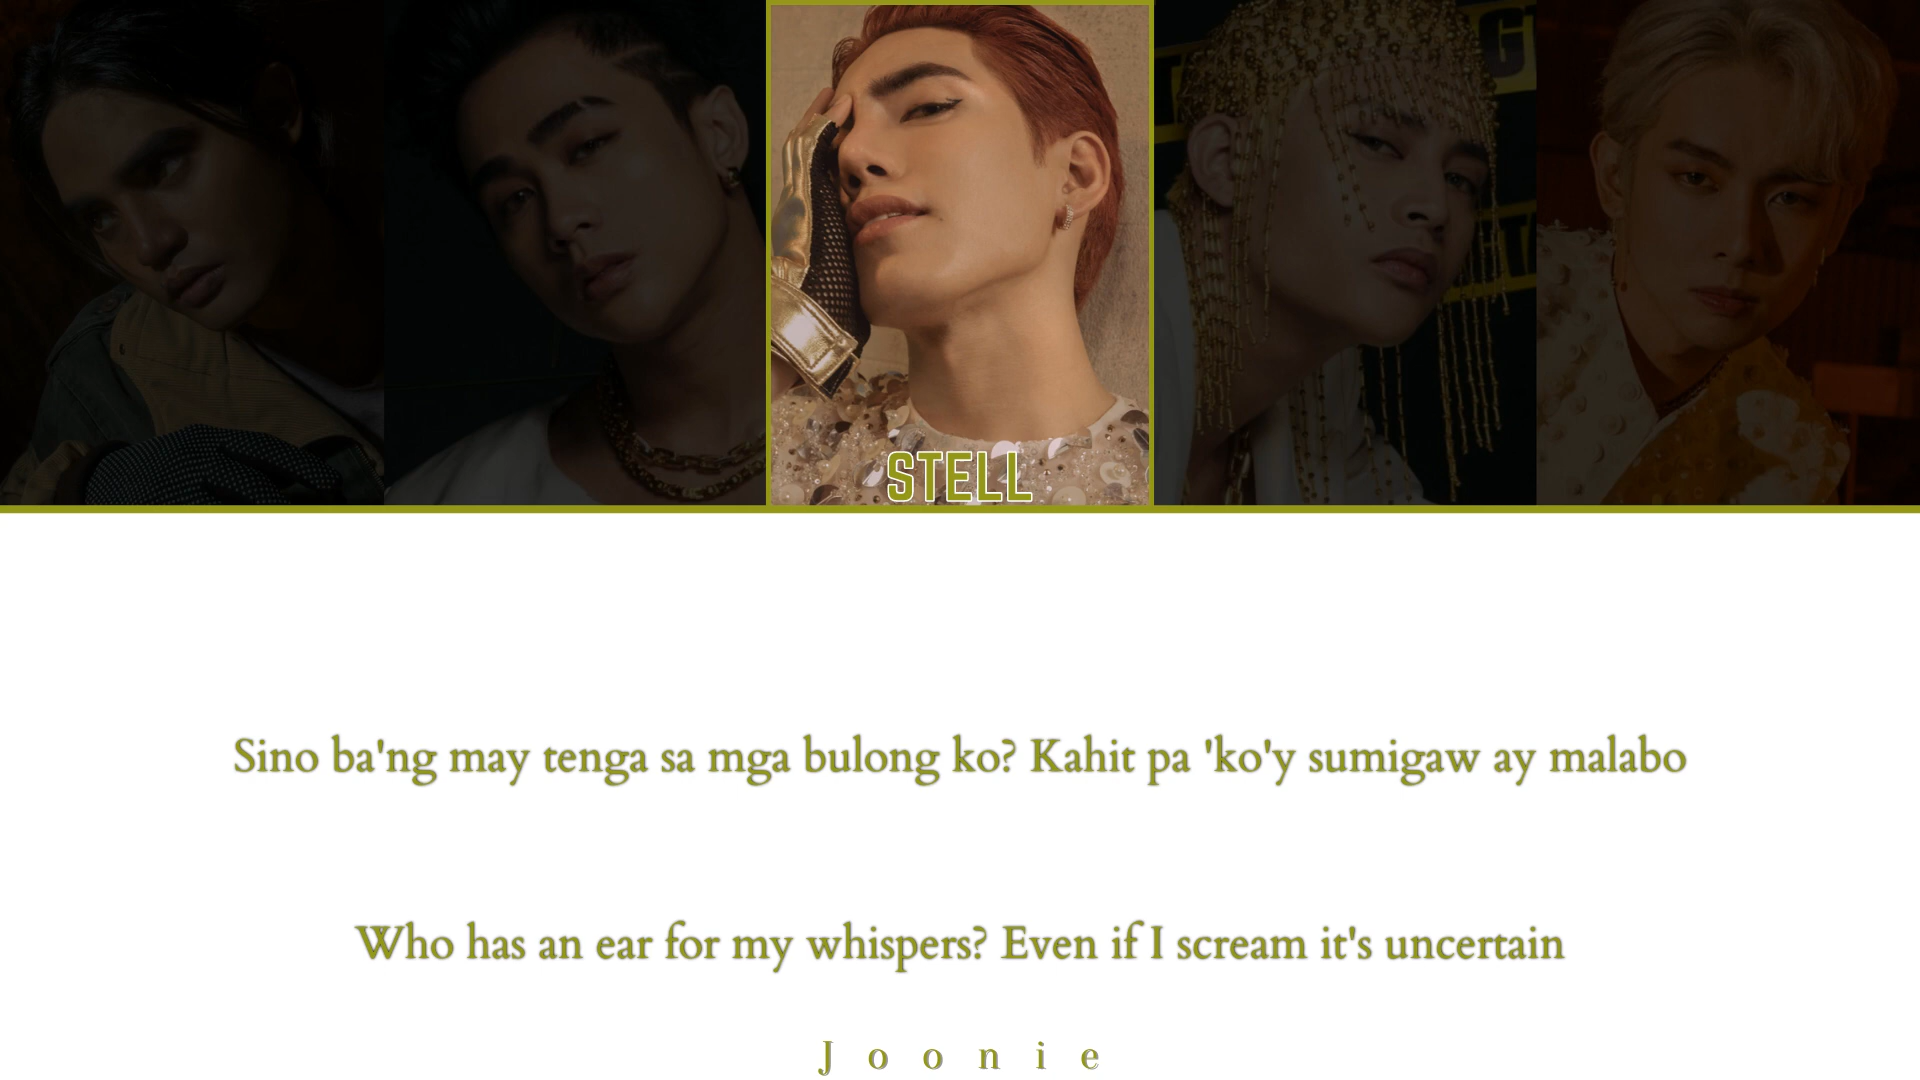 STELL
Sino ba'ng may tenga sa mga bulong ko? Kahit pa 'ko'y sumigaw ay malabo
Who has an ear for my whispers? Even if I scream it's uncertain
Joonie